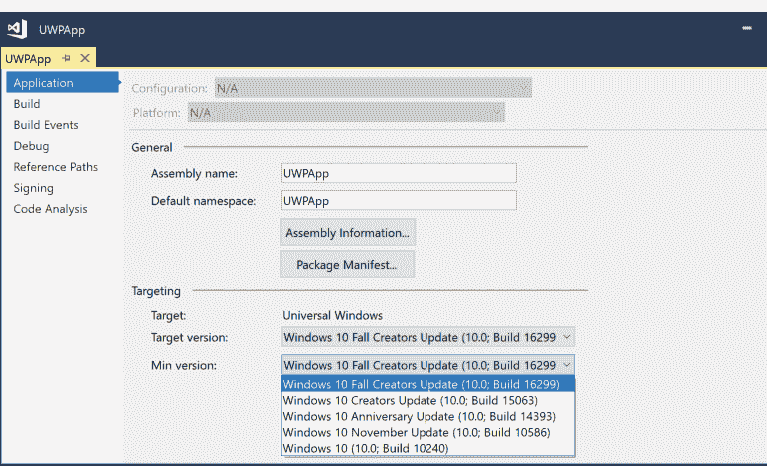 UWPApp
UWPApp
Application
Build
Build Events
Debug
Reference Paths
Signing
Code Analysis
Configuration: N/A
Platform: N/A
General
Assembly name: UWPApp
Default namespace: UWPApp
Assembly Information...
Package Manifest...
Targeting
Target: Universal Windows
Target version: Windows 10 Fall Creators Update (10.0; Build 16299
Min version: Windows 10 Fall Creators Update (10.0; Build 16299
Windows 10 Fall Creators Update (10.0; Build 16299)
Windows 10 Creators Update (10.0; Build 15063)
Windows 10 Anniversary Update (10.0; Build 14393)
Windows 10 November Update (10.0; Build 10586)
Windows 10 (10.0; Build 10240)